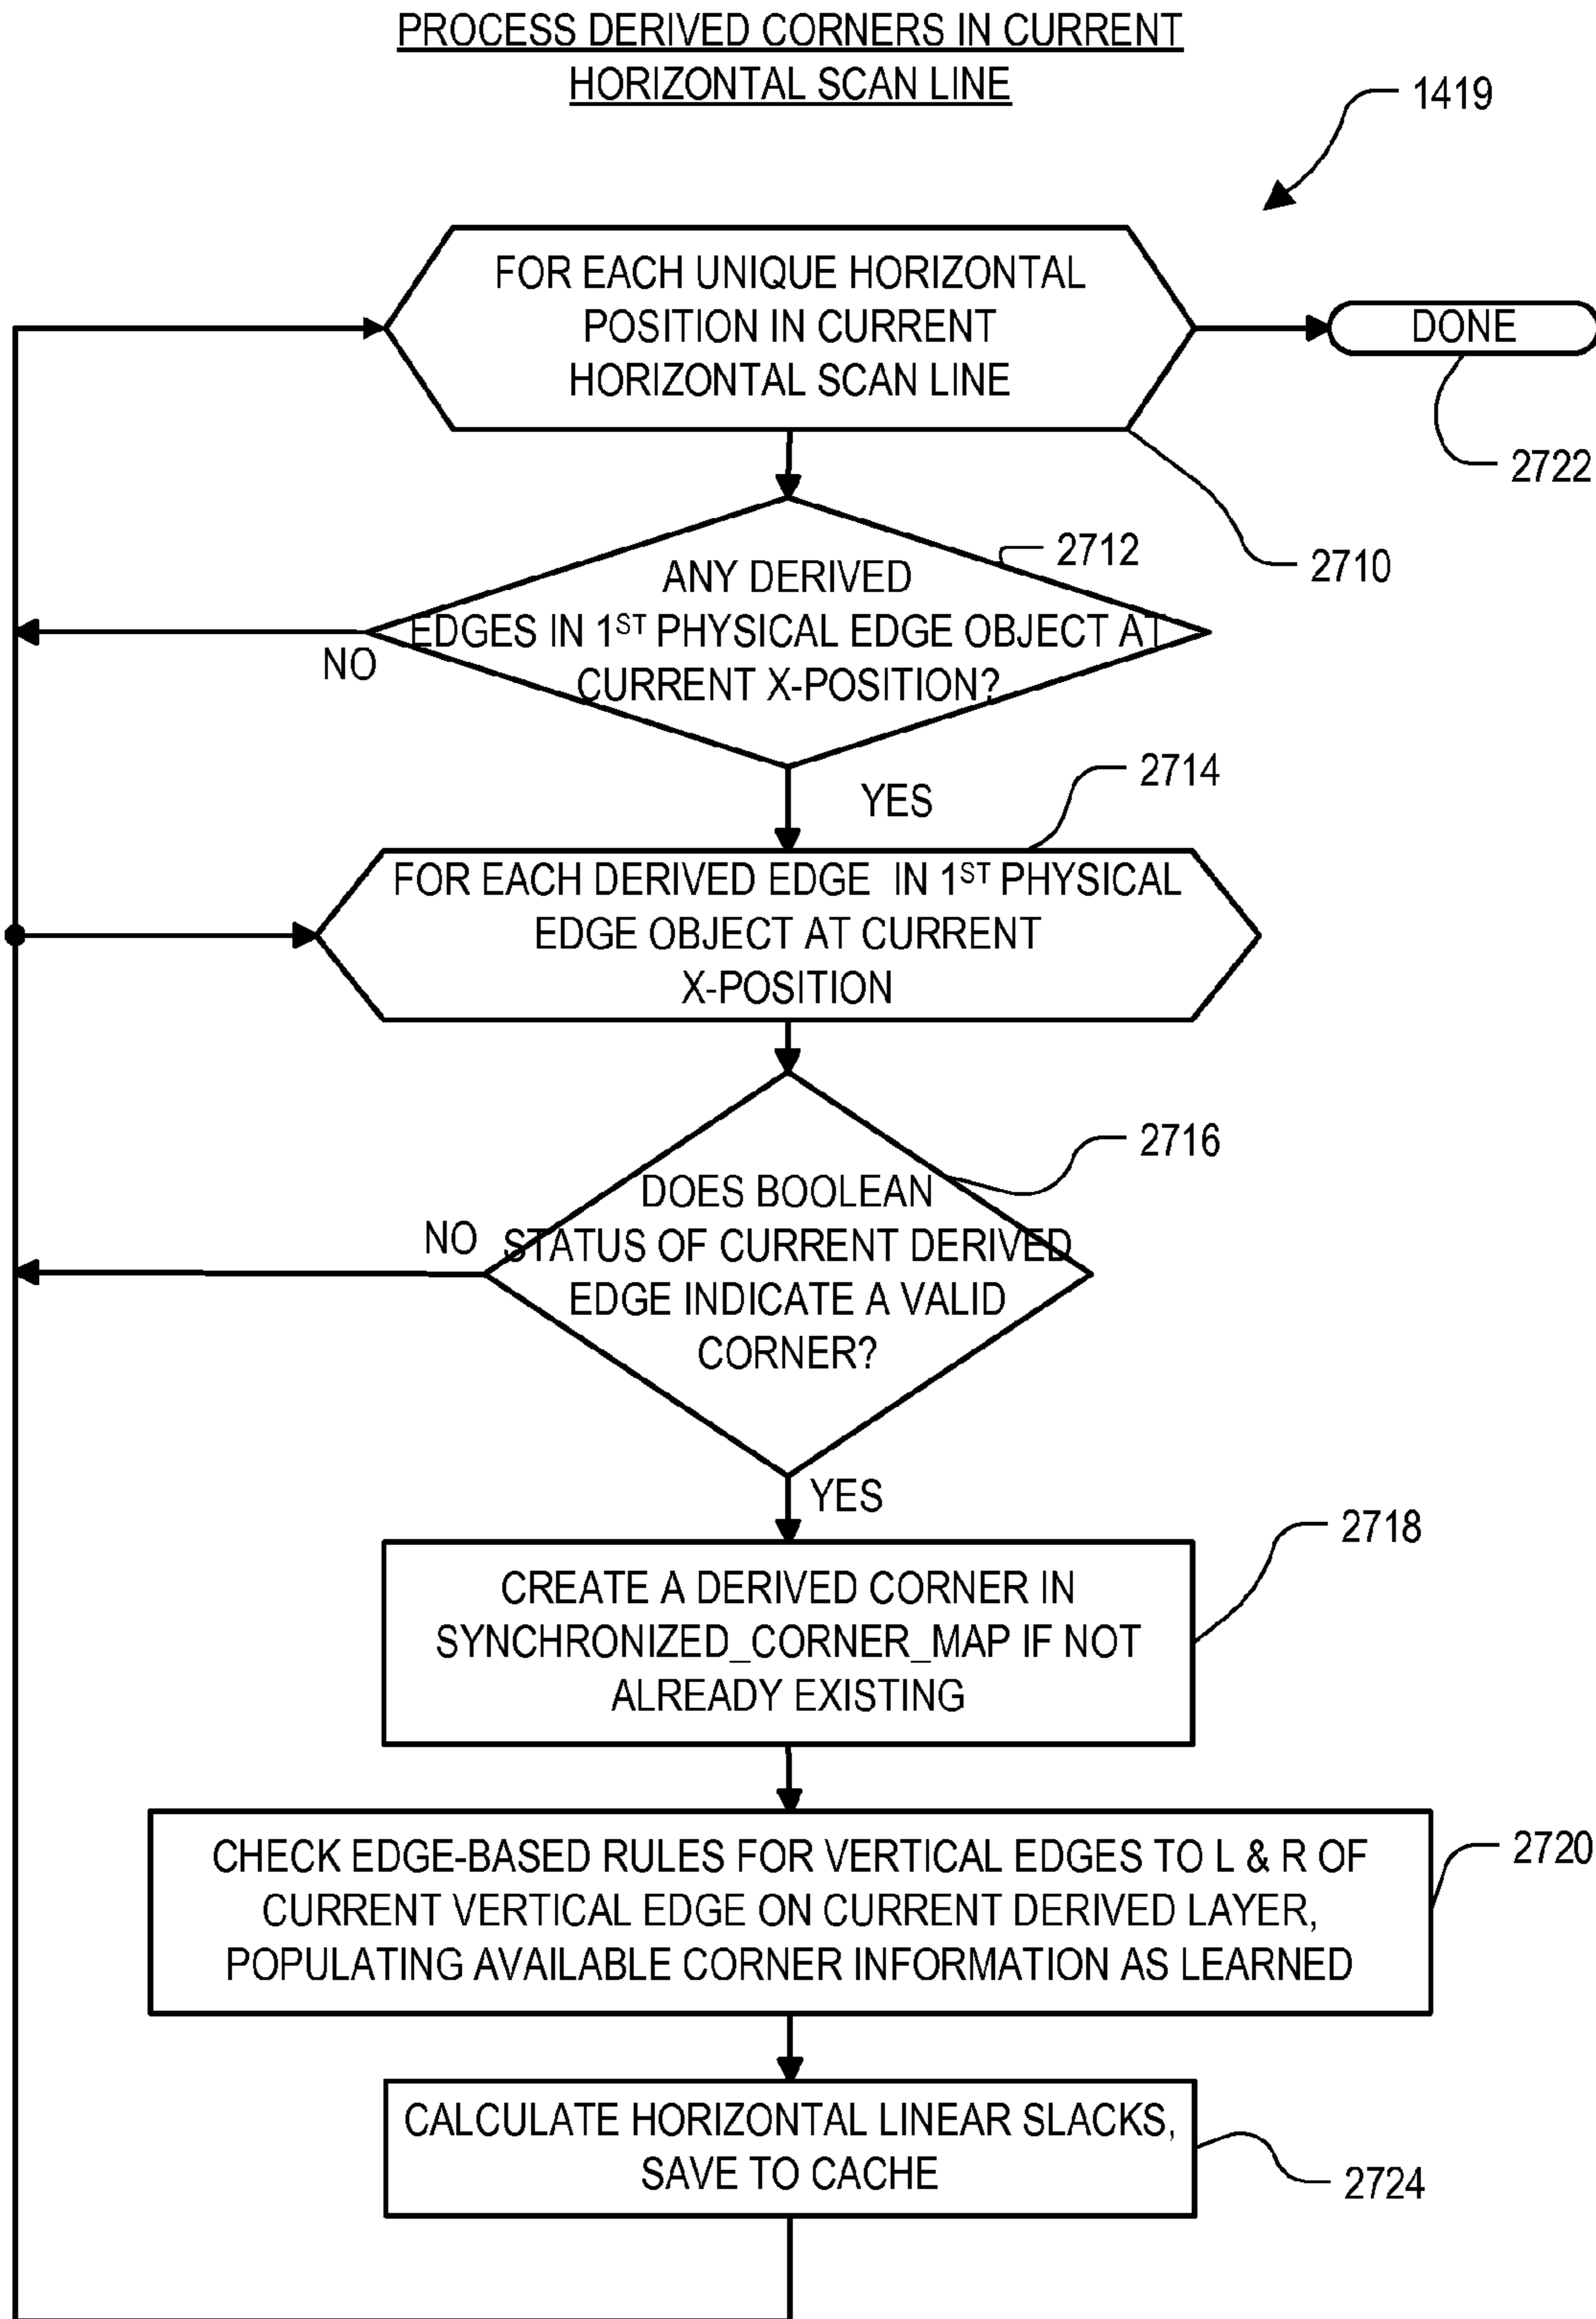 PROCESS DERIVED CORNERS IN CURRENT
HORIZONTAL SCAN LINE
1419
FOR EACH UNIQUE HORIZONTAL
POSITION IN CURRENT
HORIZONTAL SCAN LINE
DONE
2722
2710
2712
ANY DERIVED
EDGES IN 1ST PHYSICAL EDGE OBJECT AT
CURRENT X-POSITION?
NO
YES
2714
FOR EACH DERIVED EDGE IN 1ST PHYSICAL
EDGE OBJECT AT CURRENT
X-POSITION
2716
DOES BOOLEAN
STATUS OF CURRENT DERIVED
EDGE INDICATE A VALID
CORNER?
NO
YES
2718
CREATE A DERIVED CORNER IN
SYNCHRONIZED_CORNER_MAP IF NOT
ALREADY EXISTING
2720
CHECK EDGE-BASED RULES FOR VERTICAL EDGES TO L & R OF
CURRENT VERTICAL EDGE ON CURRENT DERIVED LAYER,
POPULATING AVAILABLE CORNER INFORMATION AS LEARNED
CALCULATE HORIZONTAL LINEAR SLACKS,
SAVE TO CACHE
2724